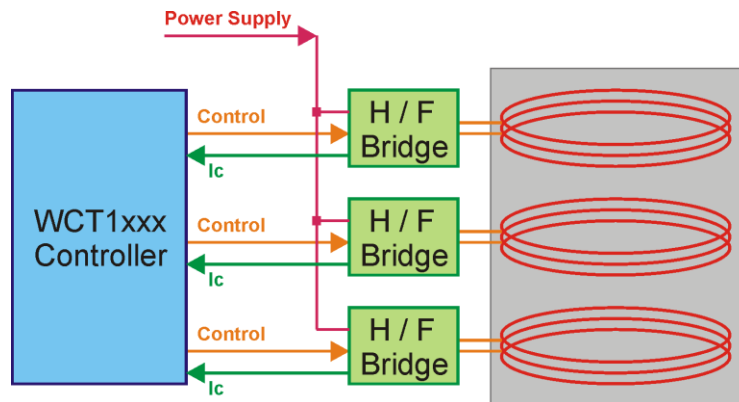 Power Supply
Control
H / F
Bridge
Ic
WCT1xxx
Controller
Control
H / F
Bridge
Ic
Control
H / F
Bridge
Ic